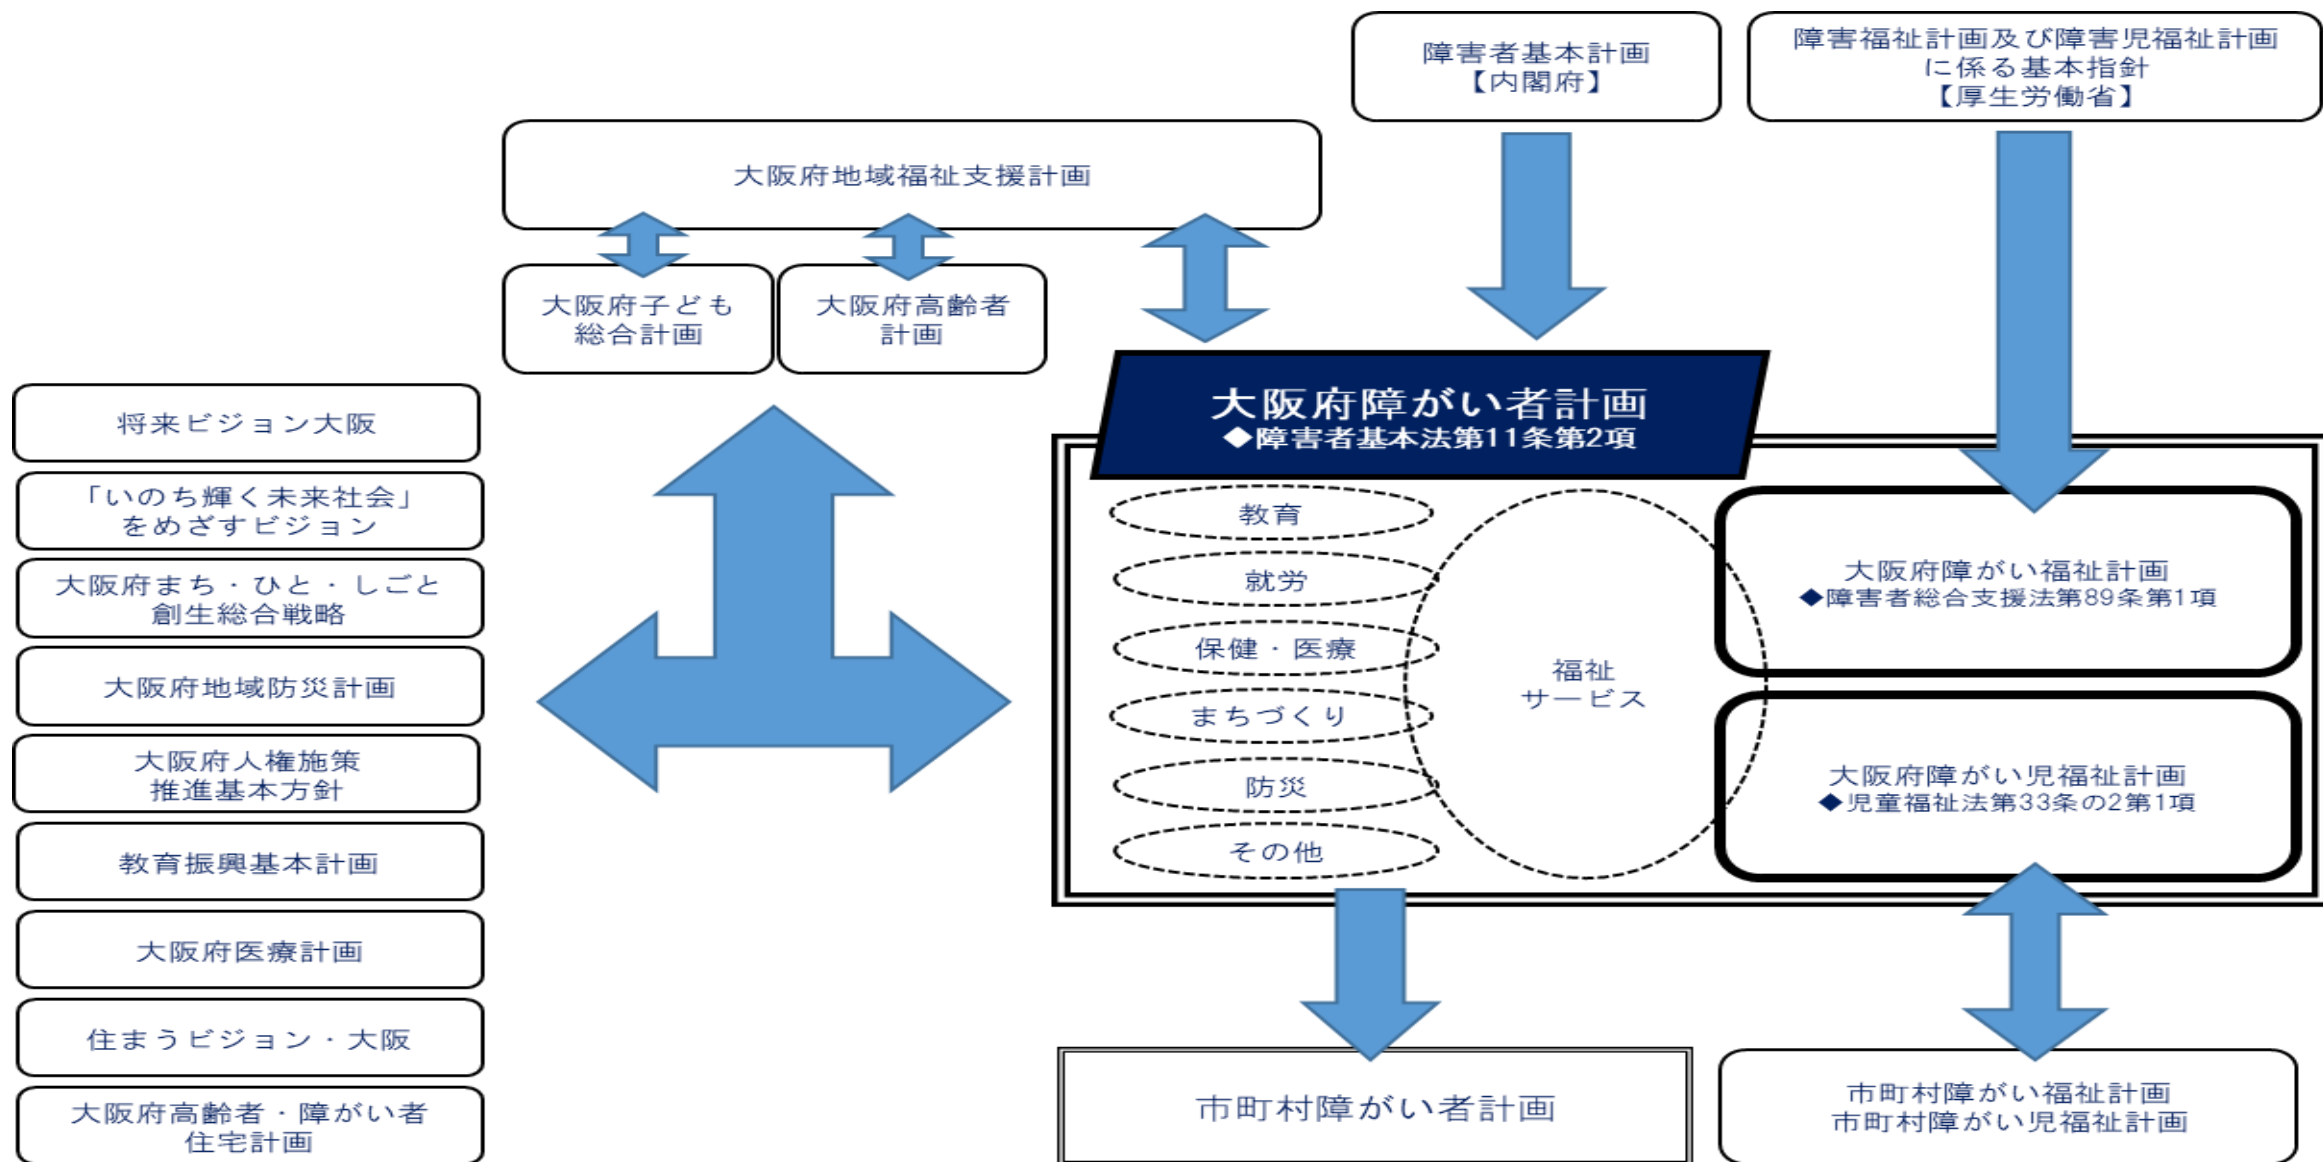 障害者基本計画
【内閣府】
障害福祉計画及び障害児福祉計画
に係る基本指針
【厚生労働省】
大阪府地域福祉支援計画
大阪府子ども
総合計画
大阪府高齢者
計画
将来ビジョン大阪
「いのち輝く未来社会」
をめざすビジョン
大阪府まち・ひと・しごと
創生総合戦略
大阪府地域防災計画
大阪府人権施策
推進基本方針
教育振興基本計画
大阪府医療計画
住まうビジョン・大阪
大阪府高齢者・障がい者
住宅計画
大阪府障がい者計画
◆障害者基本法第11条第2項
教育
就労
保健・医療
まちづくり
防災
その他
福祉
サービス
大阪府障がい福祉計画
◆障害者総合支援法第89条第1項
大阪府障がい児福祉計画
◆児童福祉法第33条の2第1項
市町村障がい者計画
市町村障がい福祉計画
市町村障がい児福祉計画